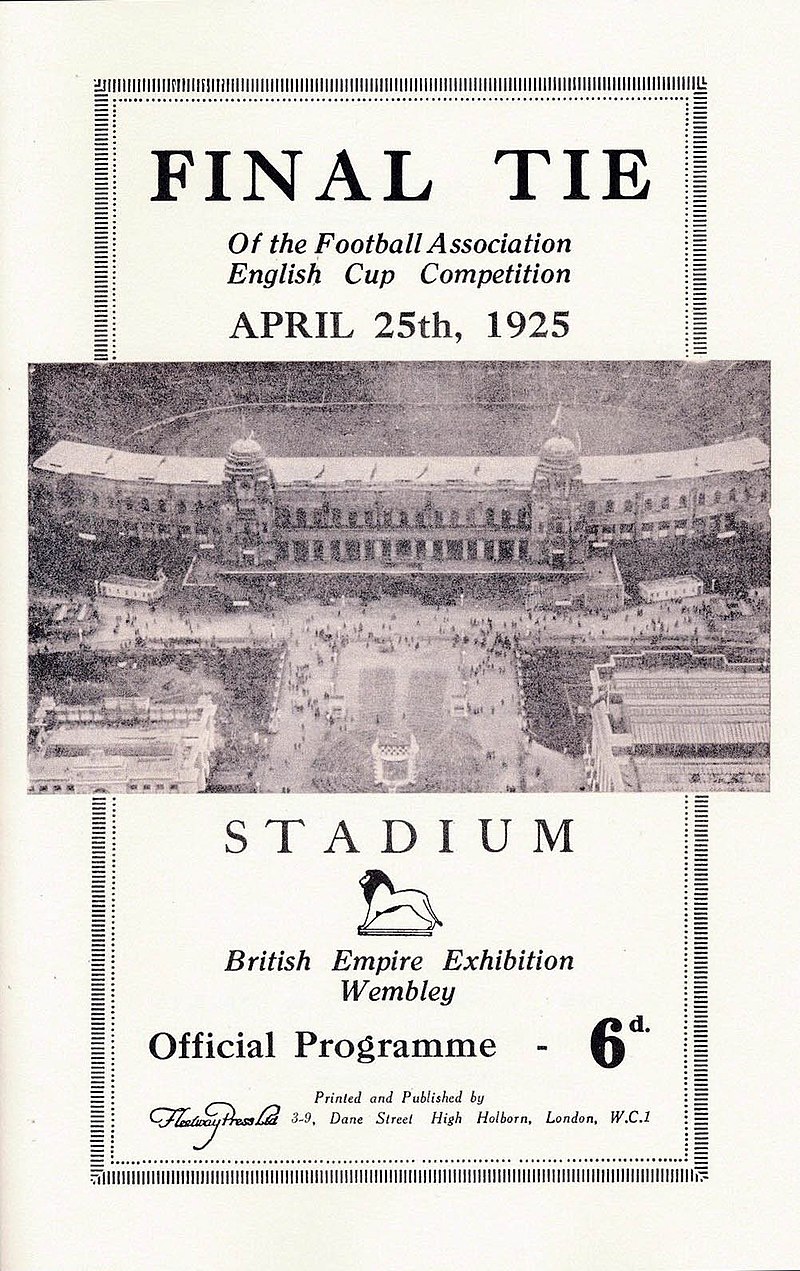 FINAL TIE
Of the Football Association
English Cup Competition
APRIL 25th, 1925
STADIUM
British Empire Exhibition
Wembley
Official Programme - 6d.
Printed and Published by
Fleetway Press Ltd 3-9, Dane Street High Holborn, London, W.C.1